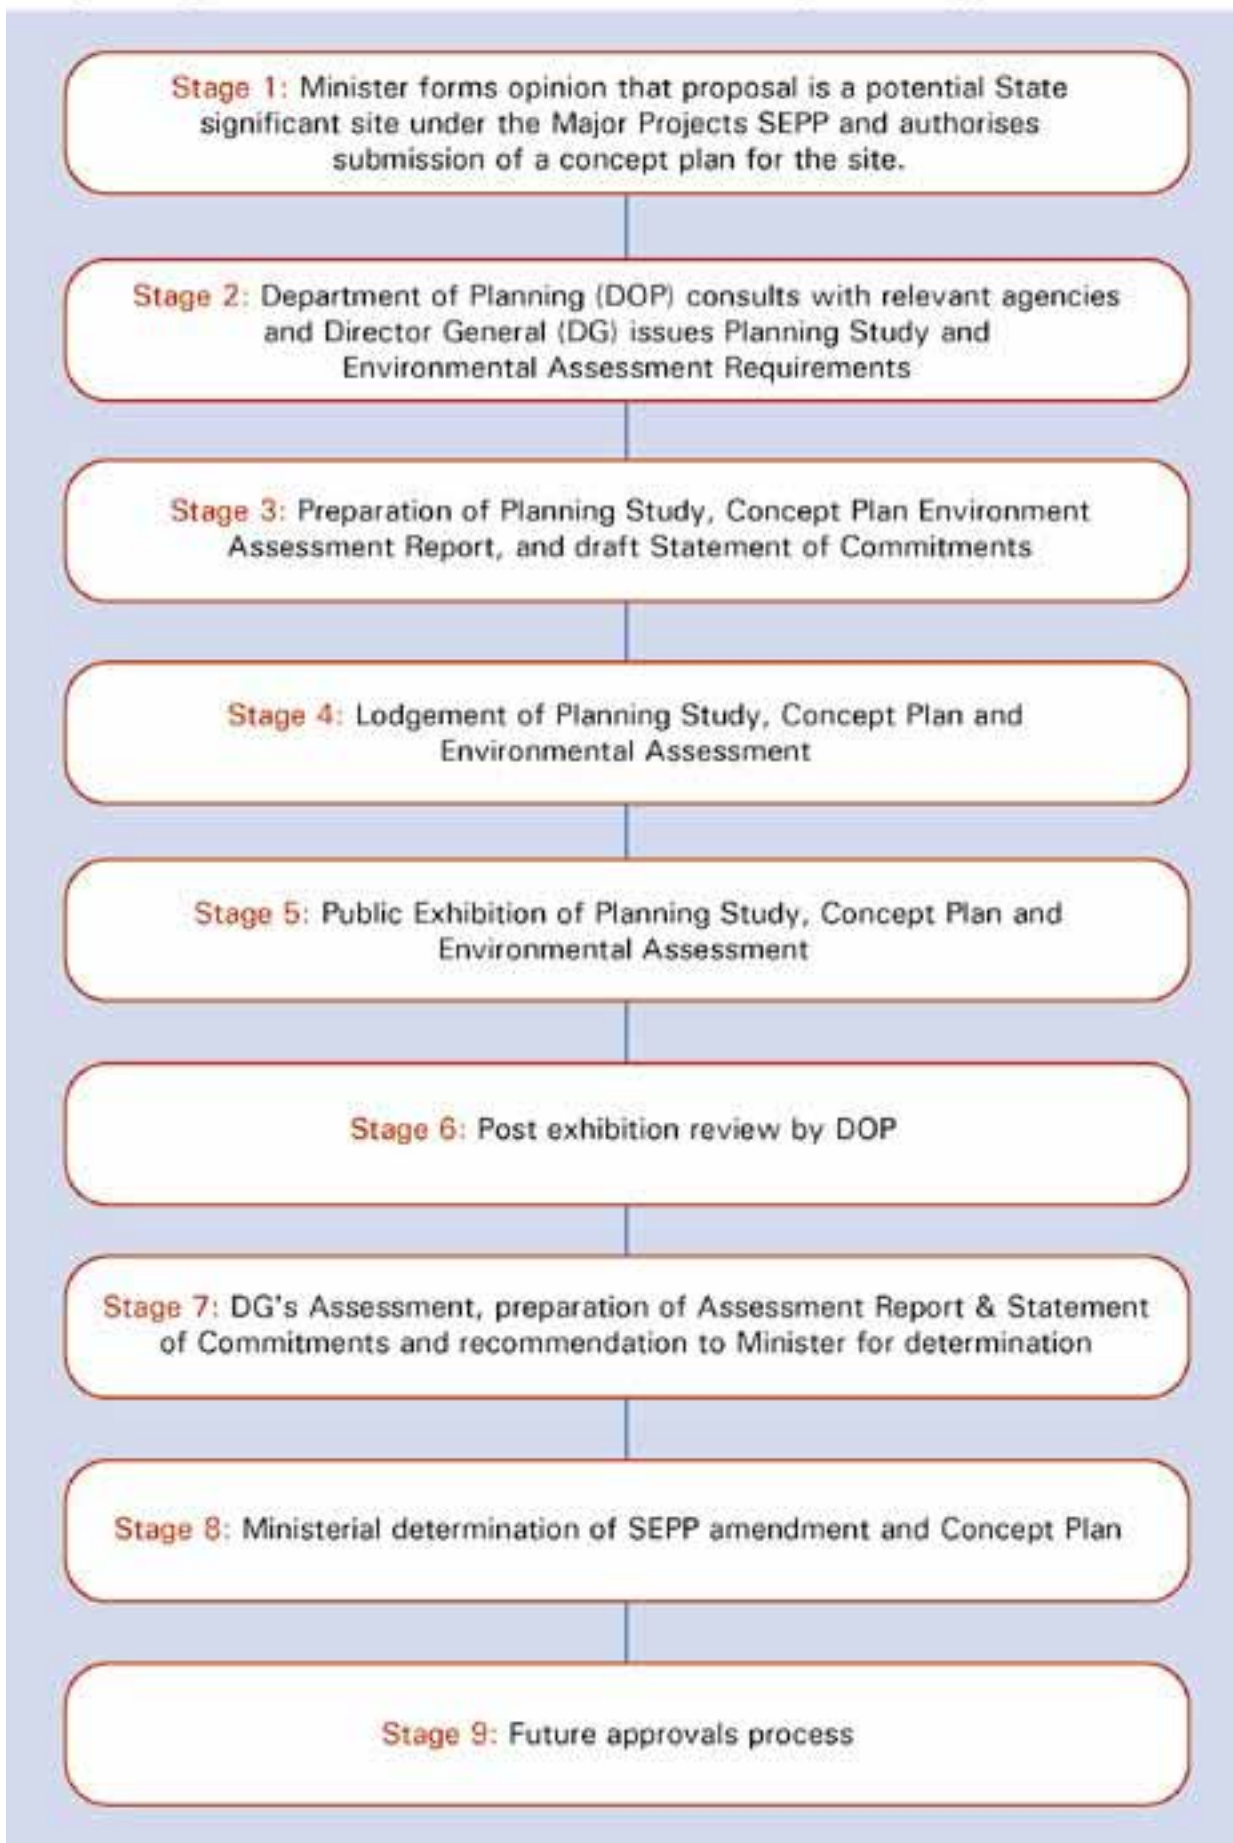 Stage 1: Minister forms opinion that proposal is a potential State
significant site under the Major Projects SEPP and authorises
submission of a concept plan for the site.
Stage 2: Department of Planning (DOP) consults with relevant agencies
and Director General (DG) issues Planning Study and
Environmental Assessment Requirements
Stage 3: Preparation of Planning Study, Concept Plan Environment
Assessment Report, and draft Statement of Commitments
Stage 4: Lodgement of Planning Study, Concept Plan and
Environmental Assessment
Stage 5: Public Exhibition of Planning Study, Concept Plan and
Environmental Assessment
Stage 6: Post exhibition review by DOP
Stage 7: DG's Assessment, preparation of Assessment Report & Statement
of Commitments and recommendation to Minister for determination
Stage 8: Ministerial determination of SEPP amendment and Concept Plan
Stage 9: Future approvals process